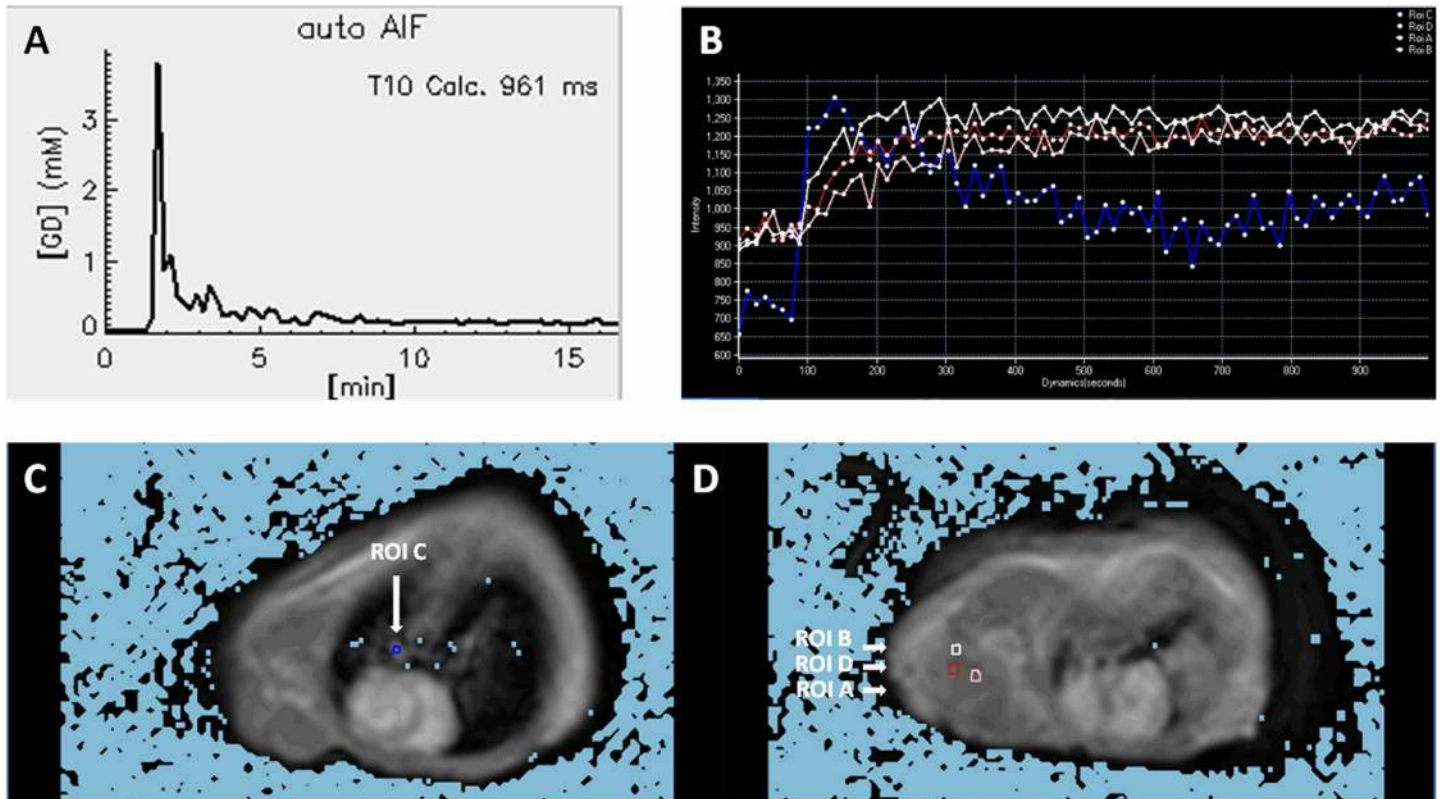 A
auto AIF
T10 Calc. 961 ms
[GD] (mM)
3
2
1
0
0 5 10 15
[min]
B
Roi C
Roi D
Roi A
Roi B
Intensity
1,350
1,300
1,250
1,200
1,150
1,100
1,050
1,000
950
900
850
800
750
700
650
600
0 100 200 300 400 500 600 700 800 900
Dynamics(seconds)
C
ROI C
D
ROI B
ROI D
ROI A